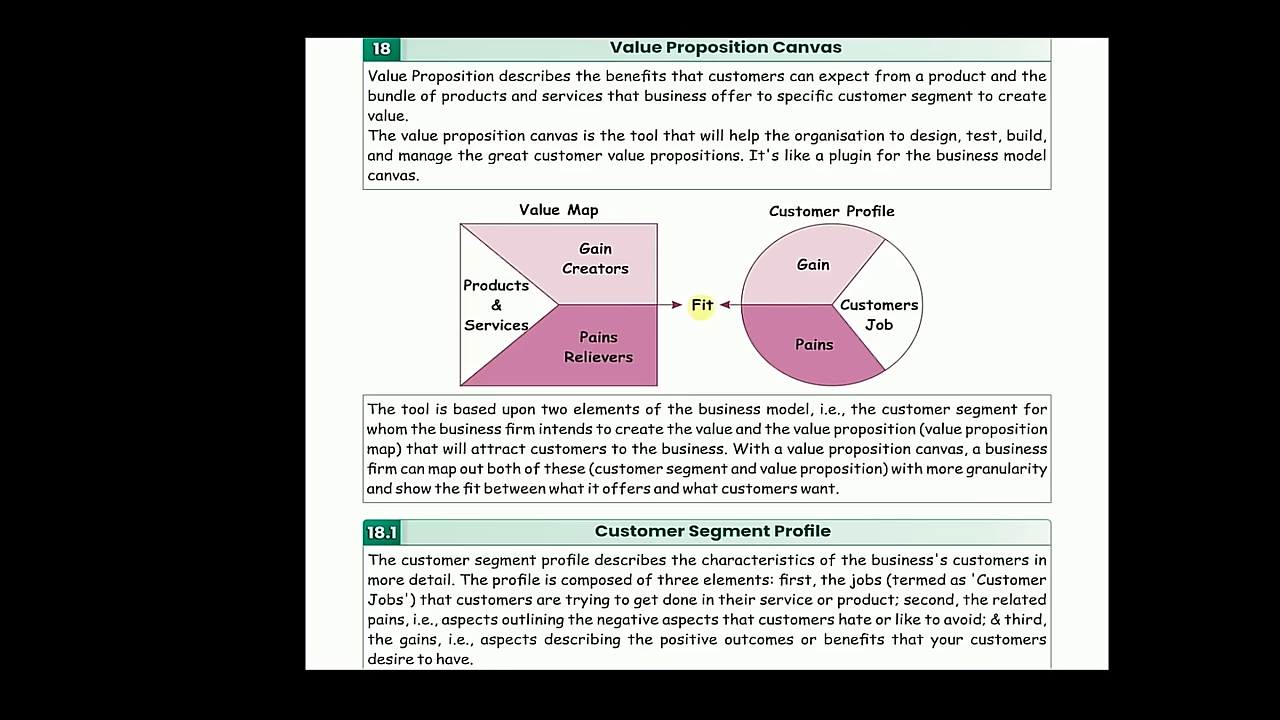 18 Value Proposition Canvas
Value Proposition describes the benefits that customers can expect from a product and the
bundle of products and services that business offer to specific customer segment to create
value.
The value proposition canvas is the tool that will help the organisation to design, test, build,
and manage the great customer value propositions. It's like a plugin for the business model
canvas.
Value Map
Gain
Creators
Products
&
Services
Pains
Relievers
Fit
Customer Profile
Gain
Customers
Job
Pains
The tool is based upon two elements of the business model, i.e., the customer segment for
whom the business firm intends to create the value and the value proposition (value proposition
map) that will attract customers to the business. With a value proposition canvas, a business
firm can map out both of these (customer segment and value proposition) with more granularity
and show the fit between what it offers and what customers want.
18.1 Customer Segment Profile
The customer segment profile describes the characteristics of the business's customers in
more detail. The profile is composed of three elements: first, the jobs (termed as 'Customer
Jobs') that customers are trying to get done in their service or product; second, the related
pains, i.e., aspects outlining the negative aspects that customers hate or like to avoid; & third,
the gains, i.e., aspects describing the positive outcomes or benefits that your customers
desire to have.